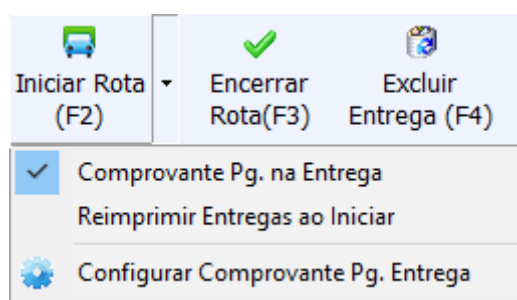 Iniciar Rota
(F2)
Encerrar
Rota(F3)
Excluir
Entrega (F4)
Comprovante Pg. na Entrega
Reimprimir Entregas ao Iniciar
Configurar Comprovante Pg. Entrega